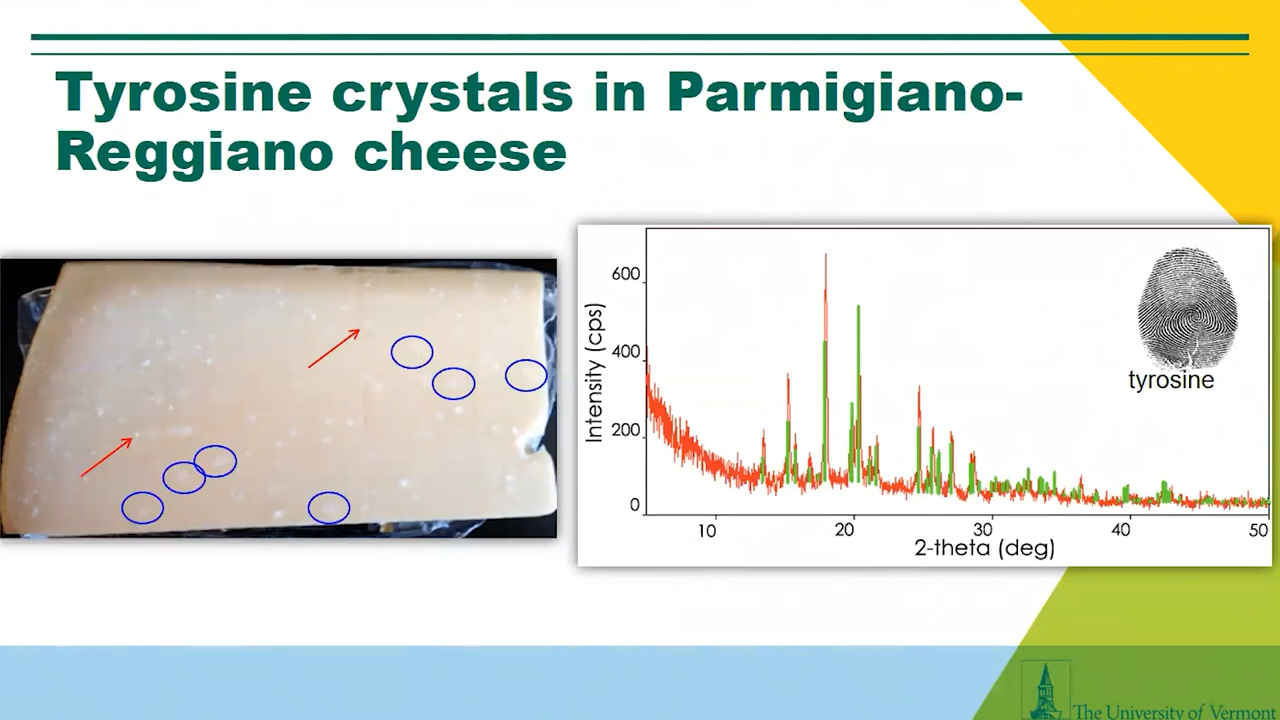 Tyrosine crystals in Parmigiano-
Reggiano cheese
600
400
200
0
Intensity (cps)
10
20
30
40
50
2-theta (deg)
tyrosine
The University of Vermont